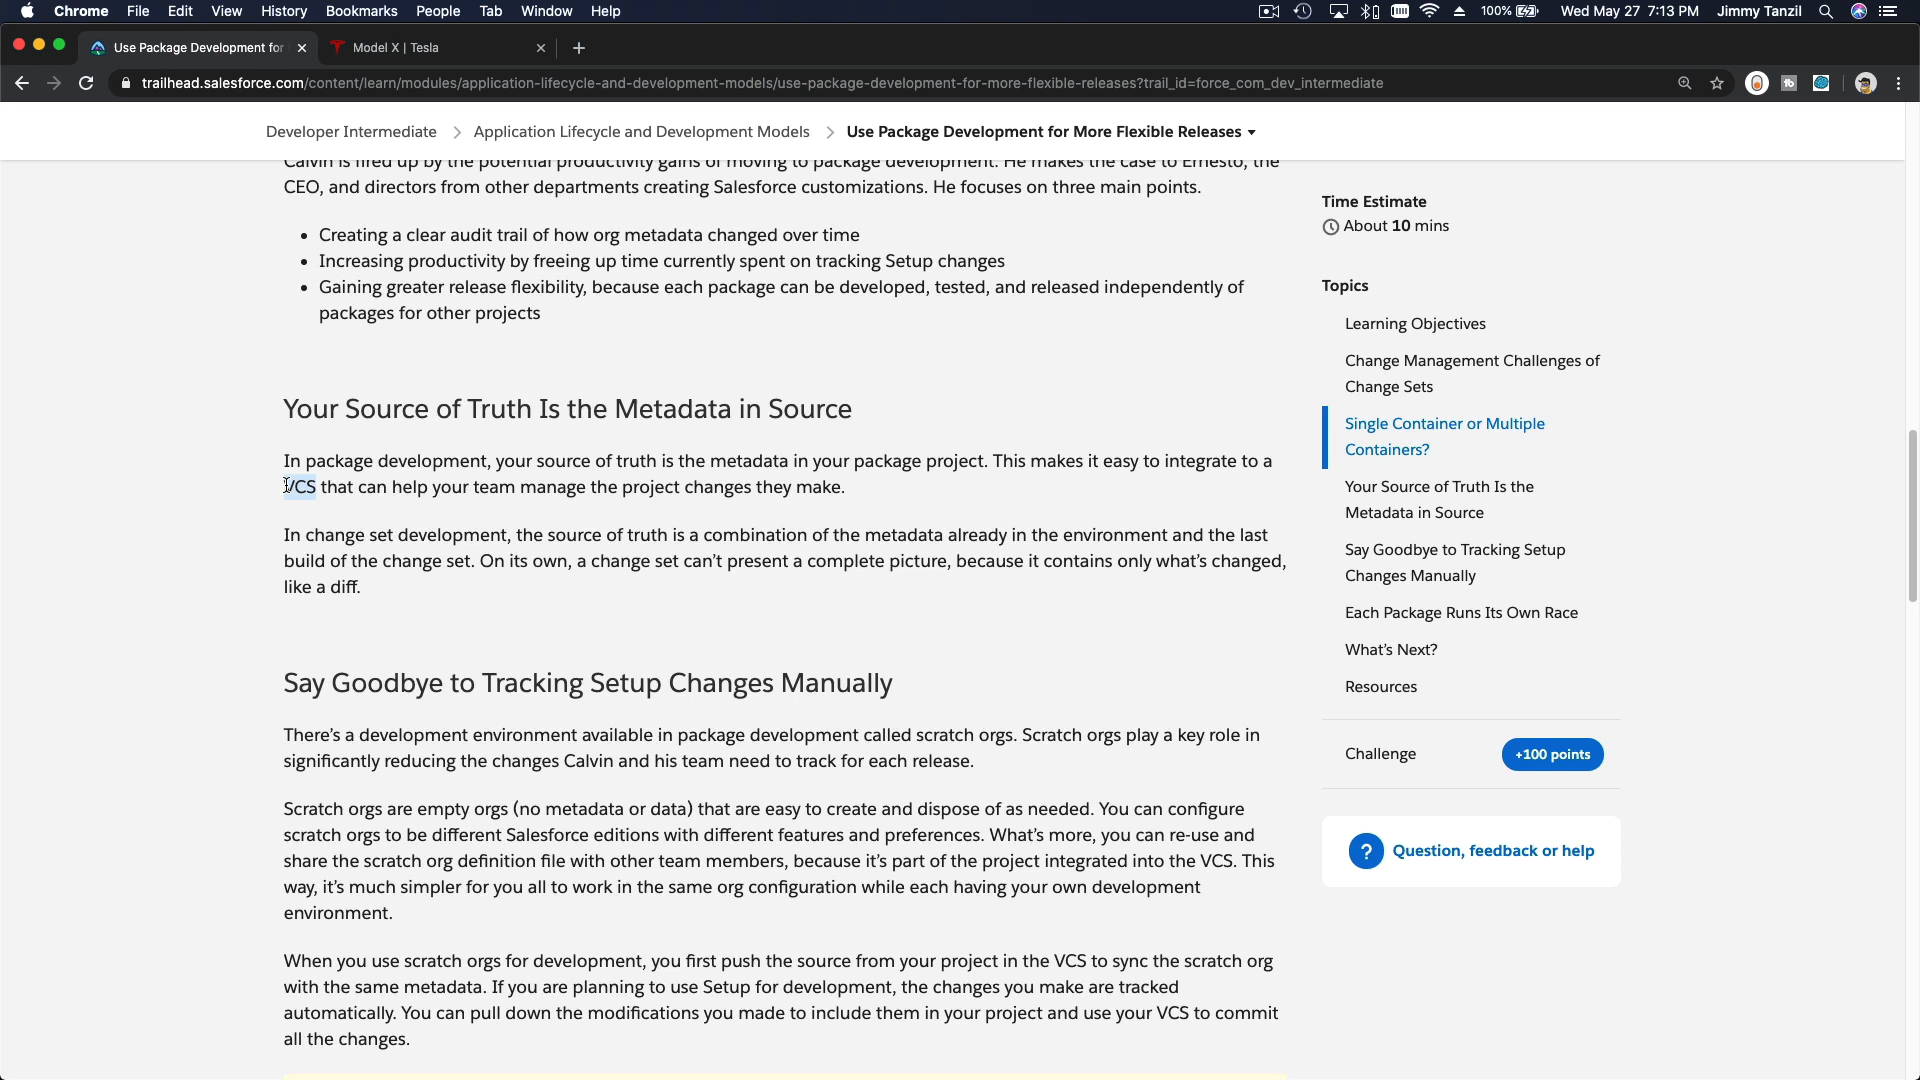 Chrome File Edit View History Bookmarks People Tab Window Help 100% Wed May 27 7:13 PM Jimmy Tanzil
Use Package Development for Model X | Tesla
trailhead.salesforce.com/content/learn/modules/application-lifecycle-and-development-models/use-package-development-for-more-flexible-releases?trail_id=force_com_dev_intermediate
Developer Intermediate Application Lifecycle and Development Models Use Package Development for More Flexible Releases
Calvin is fired up by the potential productivity gains of moving to package development. He makes the case to Ernesto, the
CEO, and directors from other departments creating Salesforce customizations. He focuses on three main points.
• Creating a clear audit trail of how org metadata changed over time
• Increasing productivity by freeing up time currently spent on tracking Setup changes
• Gaining greater release flexibility, because each package can be developed, tested, and released independently of
packages for other projects
Your Source of Truth Is the Metadata in Source
In package development, your source of truth is the metadata in your package project. This makes it easy to integrate to a
VCS that can help your team manage the project changes they make.
In change set development, the source of truth is a combination of the metadata already in the environment and the last
build of the change set. On its own, a change set can't present a complete picture, because it contains only what's changed,
like a diff.
Say Goodbye to Tracking Setup Changes Manually
There's a development environment available in package development called scratch orgs. Scratch orgs play a key role in
significantly reducing the changes Calvin and his team need to track for each release.
Scratch orgs are empty orgs (no metadata or data) that are easy to create and dispose of as needed. You can configure
scratch orgs to be different Salesforce editions with different features and preferences. What's more, you can re-use and
share the scratch org definition file with other team members, because it's part of the project integrated into the VCS. This
way, it's much simpler for you all to work in the same org configuration while each having your own development
environment.
When you use scratch orgs for development, you first push the source from your project in the VCS to sync the scratch org
with the same metadata. If you are planning to use Setup for development, the changes you make are tracked
automatically. You can pull down the modifications you made to include them in your project and use your VCS to commit
all the changes.
Time Estimate
About 10 mins
Topics
Learning Objectives
Change Management Challenges of
Change Sets
Single Container or Multiple
Containers?
Your Source of Truth Is the
Metadata in Source
Say Goodbye to Tracking Setup
Changes Manually
Each Package Runs Its Own Race
What's Next?
Resources
Challenge +100 points
? Question, feedback or help